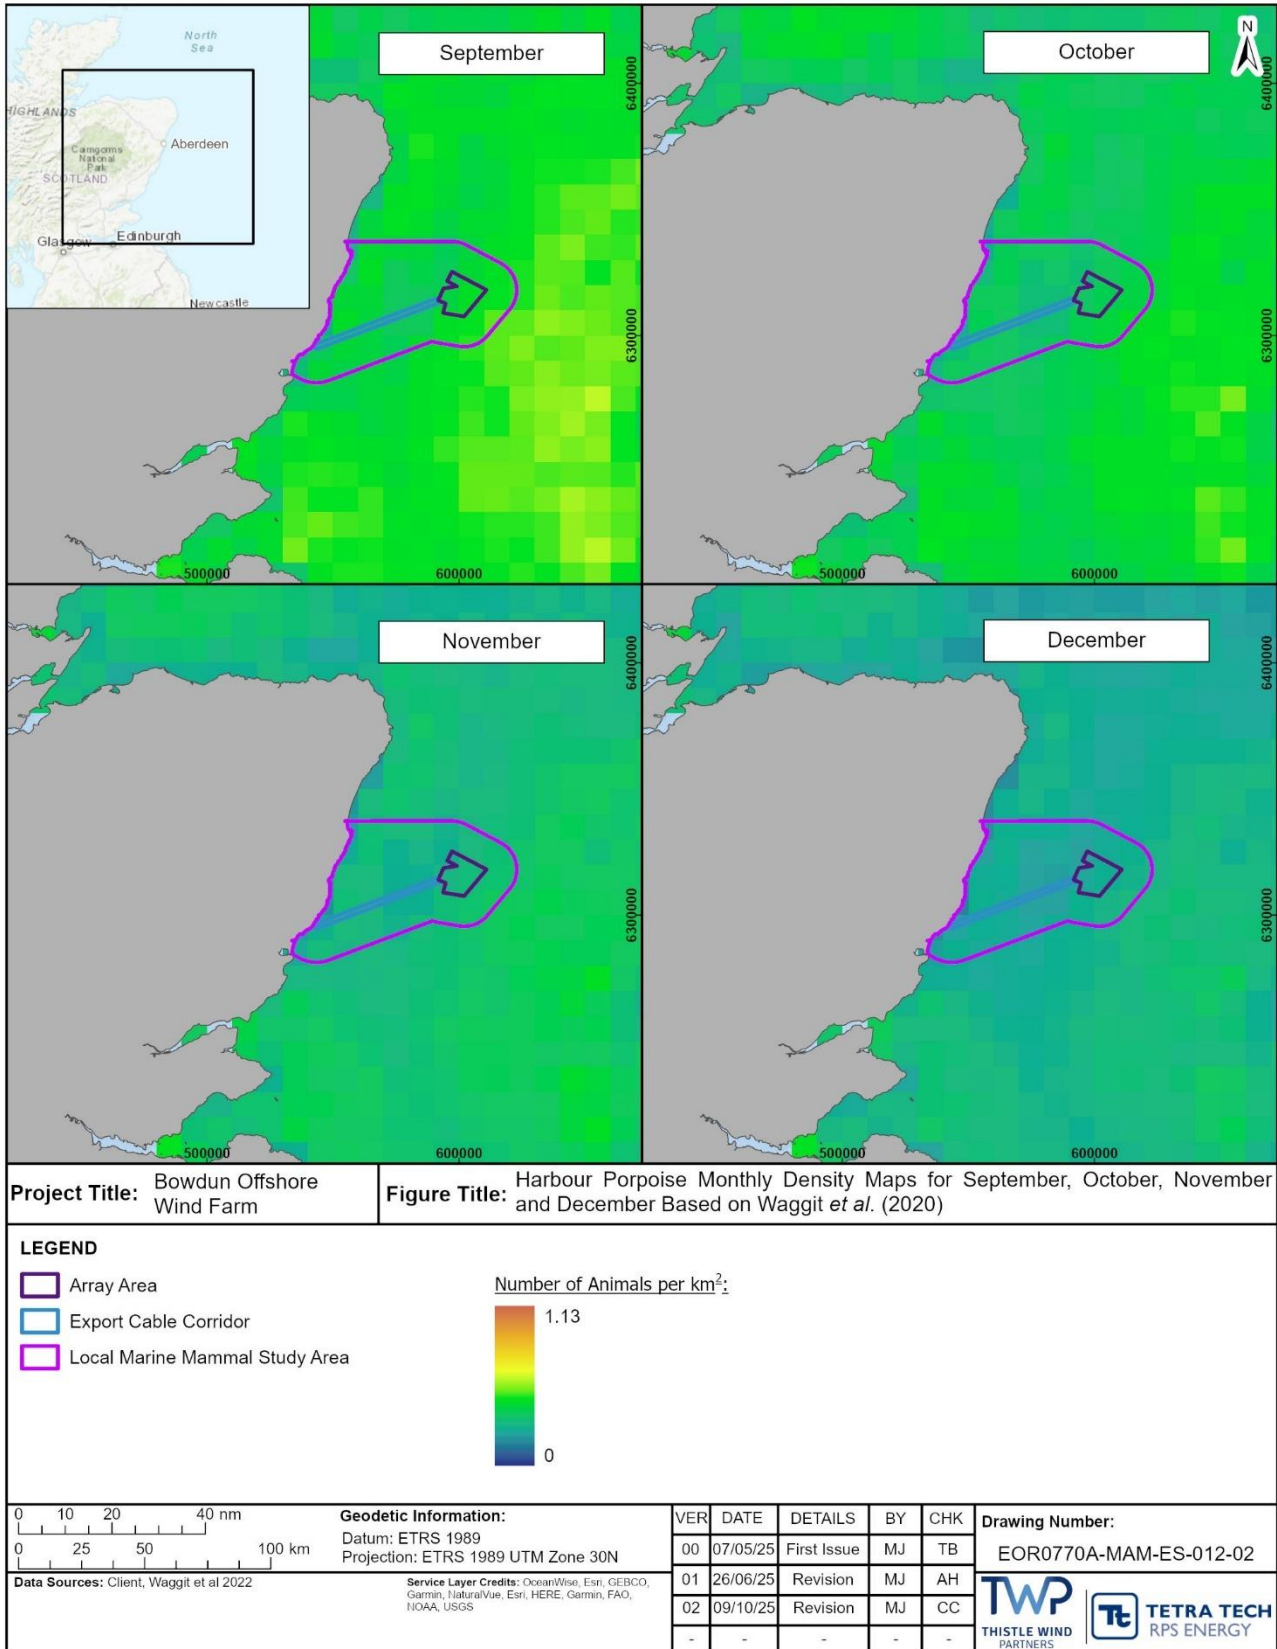 North
Sea
HIGHLANDS
Cairngorms
National
Park
SCOTLAND
Aberdeen
Glasgow
Edinburgh
Newcastle
September
500000
600000
October
N
6400000
6300000
500000
600000
November
6400000
6300000
500000
600000
December
6400000
6300000
500000
600000
6400000
6300000
Project Title: Bowdun Offshore
Wind Farm
Figure Title: Harbour Porpoise Monthly Density Maps for September, October, November
and December Based on Waggit et al. (2020)
LEGEND
Array Area
Export Cable Corridor
Local Marine Mammal Study Area
Number of Animals per km²:
1.13
0
0 10 20 40 nm
0 25 50 100 km
Geodetic Information:
Datum: ETRS 1989
Projection: ETRS 1989 UTM Zone 30N
Data Sources: Client, Waggit et al 2022
Service Layer Credits: OceanWise, Esri, GEBCO,
Garmin, NaturalVue, Esri, HERE, Garmin, FAO,
NOAA, USGS
VER DATE DETAILS BY CHK
00 07/05/25 First Issue MJ TB
01 26/06/25 Revision MJ AH
02 09/10/25 Revision MJ CC
- - - - -
Drawing Number:
EOR0770A-MAM-ES-012-02
TWP
THISTLE WIND
PARTNERS
Tt
TETRA TECH
RPS ENERGY